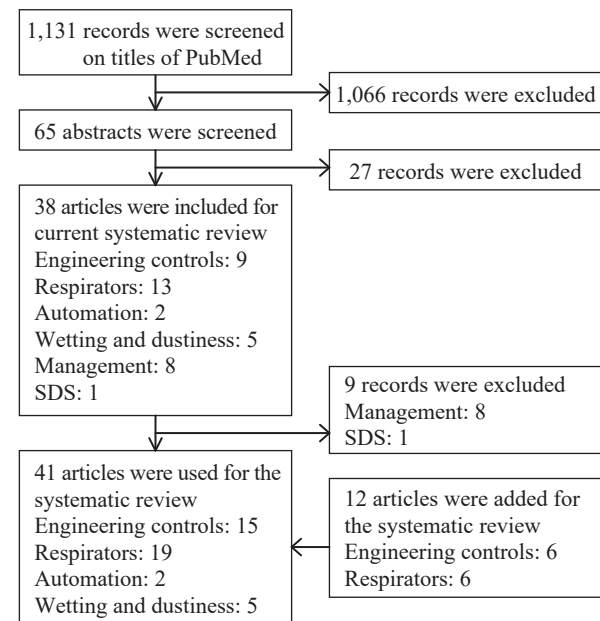 1,131 records were screened
on titles of PubMed
1,066 records were excluded
65 abstracts were screened
27 records were excluded
38 articles were included for
current systematic review
Engineering controls: 9
Respirators: 13
Automation: 2
Wetting and dustiness: 5
Management: 8
SDS: 1
9 records were excluded
Management: 8
SDS: 1
41 articles were used for the
systematic review
Engineering controls: 15
Respirators: 19
Automation: 2
Wetting and dustiness: 5
12 articles were added for
the systematic review
Engineering controls: 6
Respirators: 6